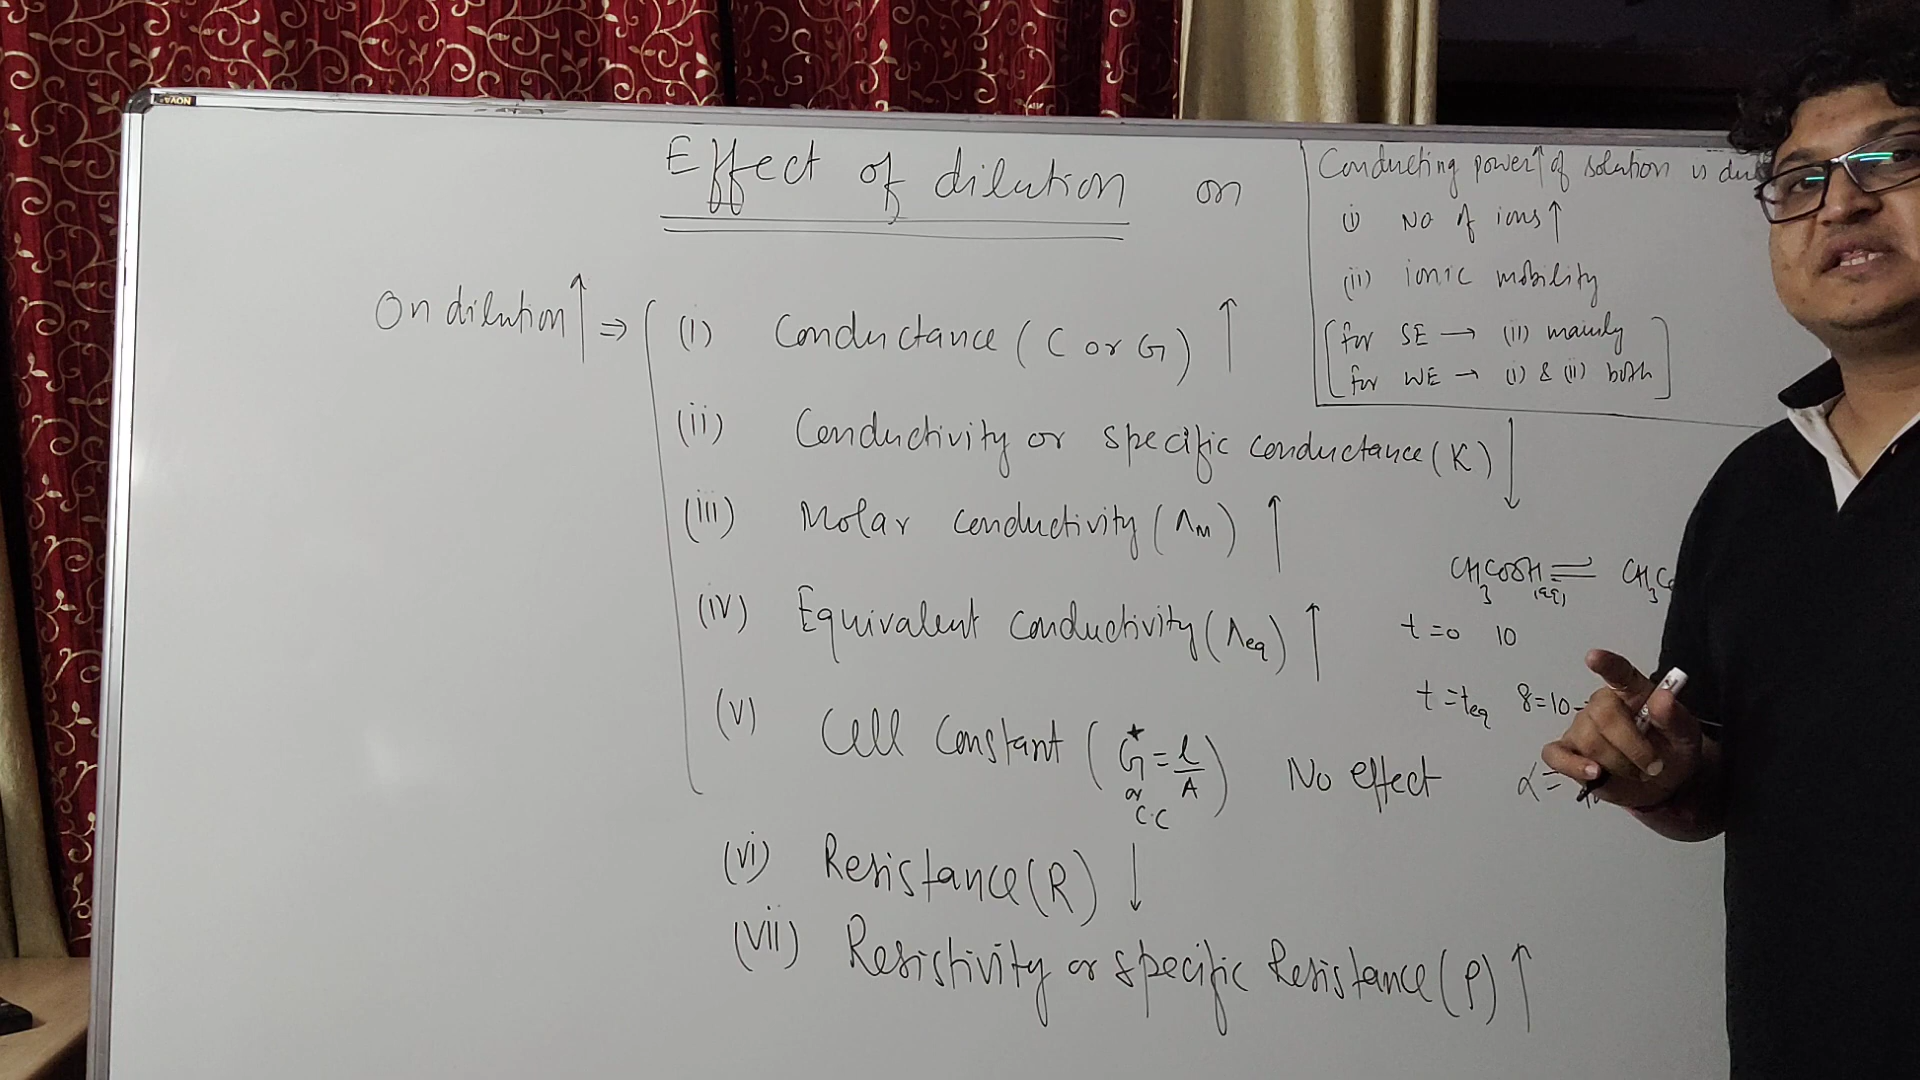 NOVA
Effect of dilution on
Conducting power↑ of solution is du
(i) No of ions↑
(ii) ionic mobility
[for SE → (ii) mainly
for WE → (i) & (ii) both]
On dilution↑ ⇒ (i) Conductance (C or G) ↑
(ii) Conductivity or specific conductance (K) ↓
(iii) Molar conductivity (Λm) ↑
(iv) Equivalent conductivity (Λeq) ↑
(v) Cell Constant (G* = l/A) No effect
or
C.C
(vi) Resistance (R) ↓
(vii) Resistivity or specific Resistance (ρ) ↑
CH3COOH(aq) ⇌ CH3C
t=0 10
t=teq 8=10-
α=